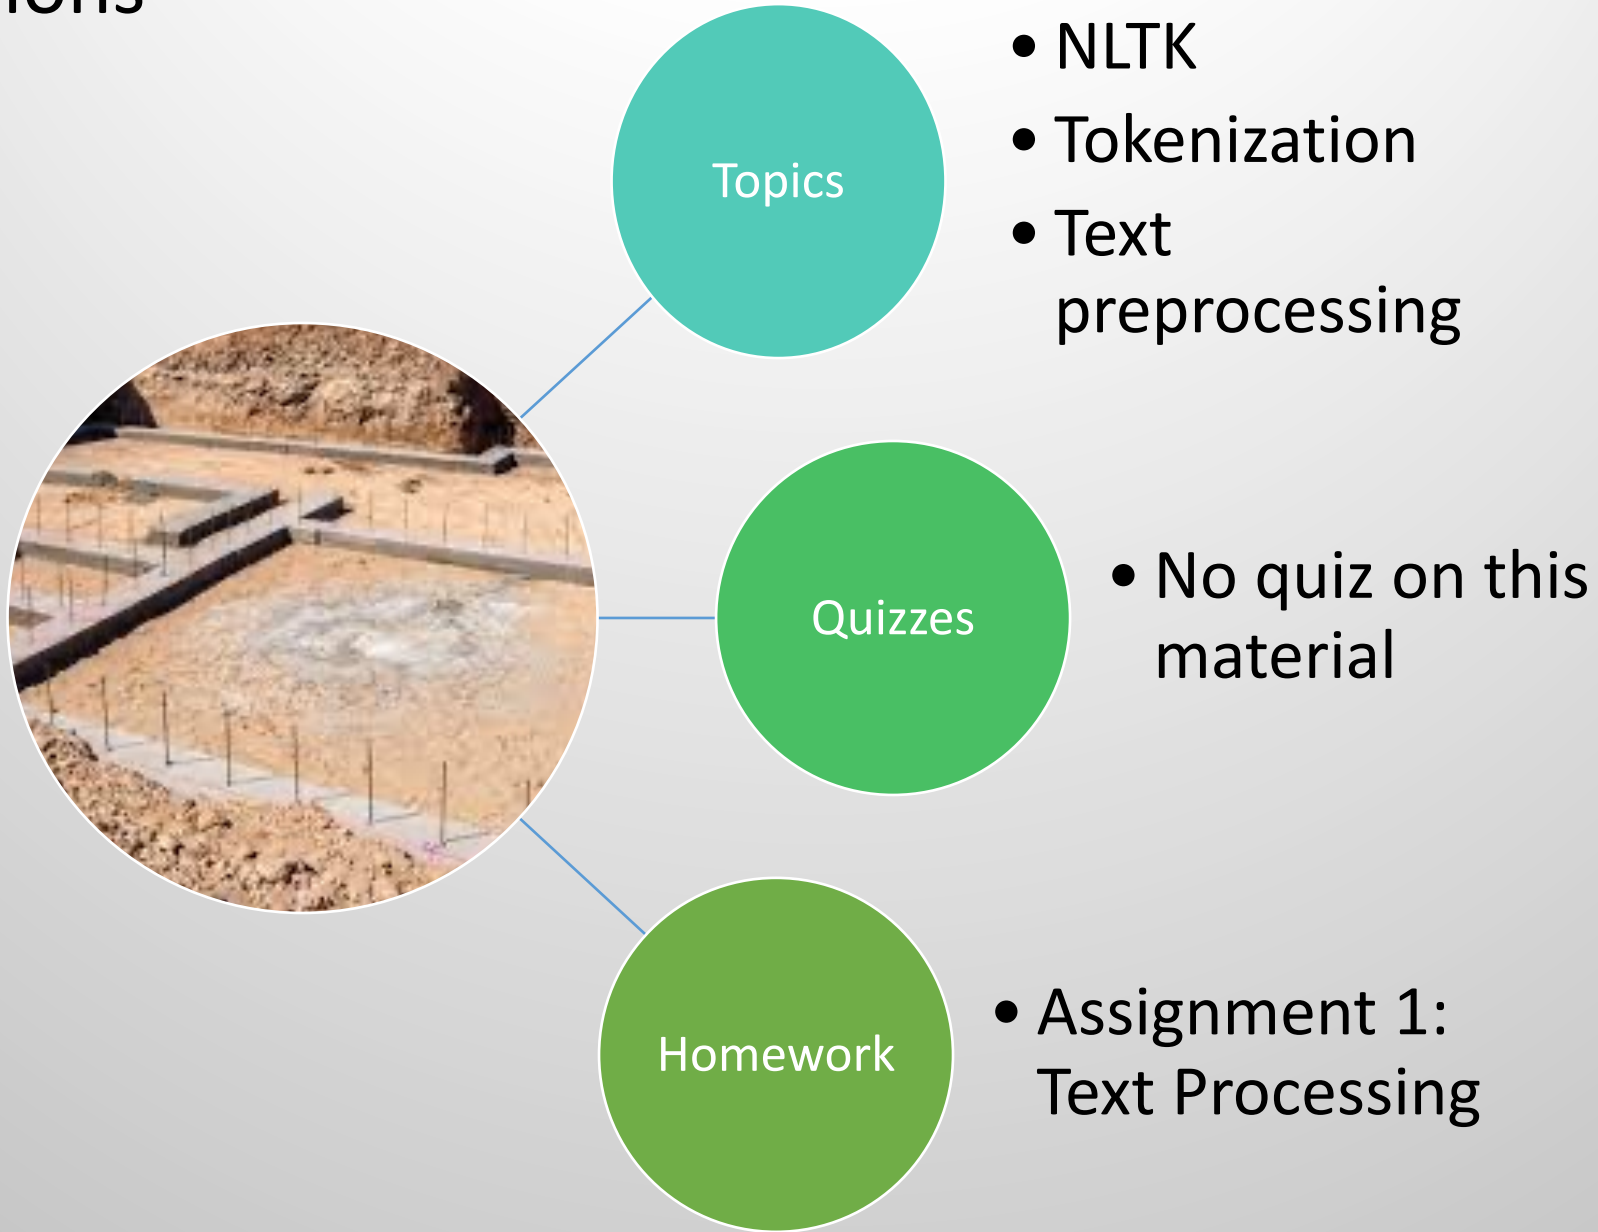 Topics
• NLTK
• Tokenization
• Text
preprocessing
Quizzes
• No quiz on this
material
Homework
• Assignment 1:
Text Processing